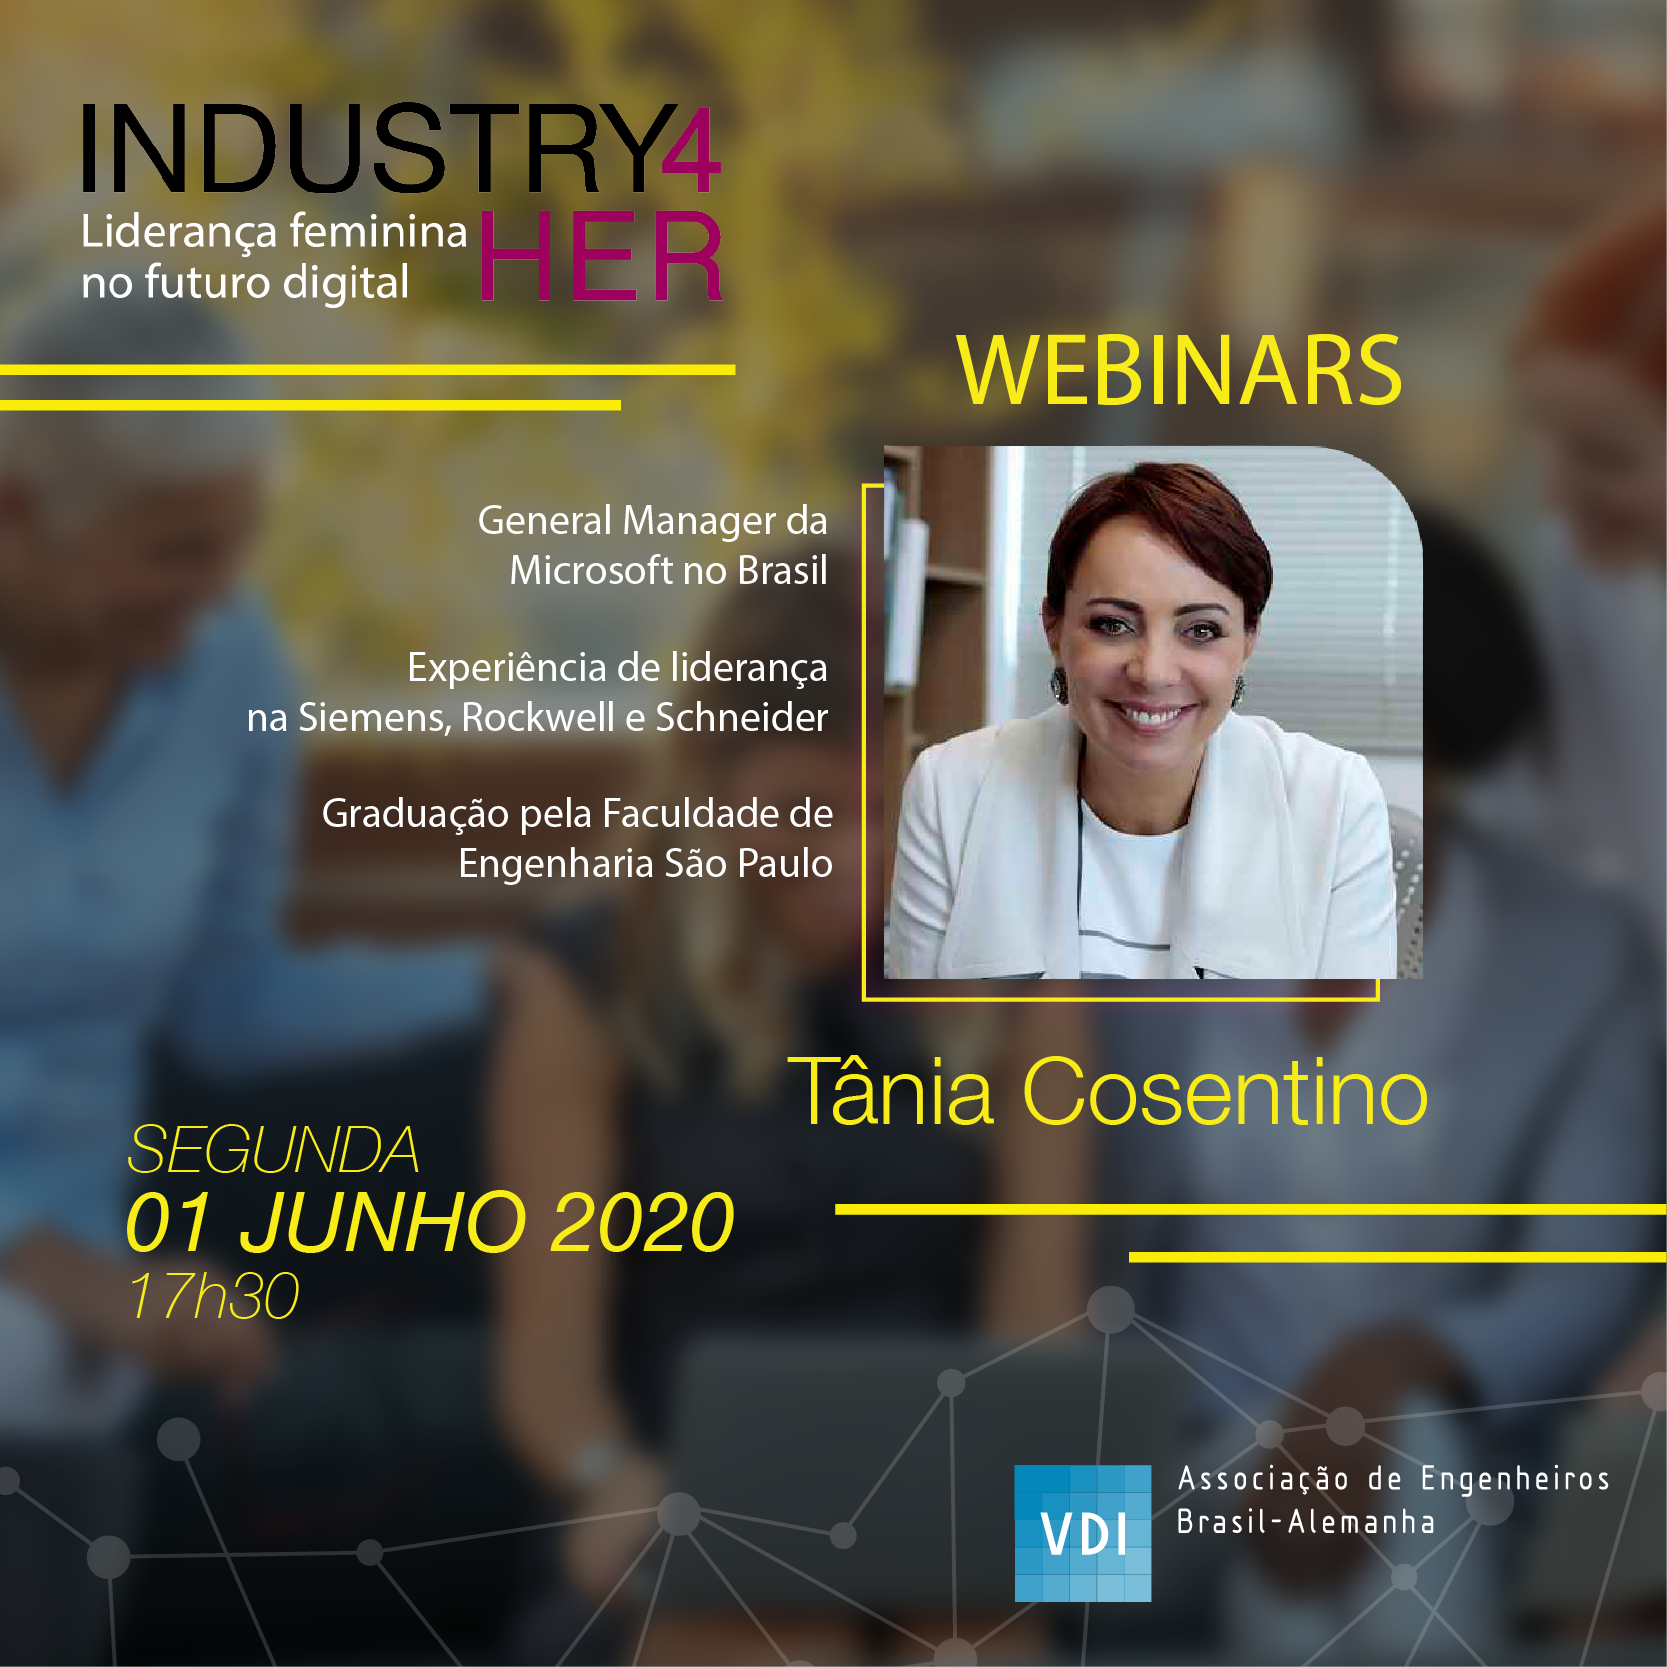 INDUSTRY4
Liderança feminina
no futuro digital
HER
WEBINARS
General Manager da
Microsoft no Brasil
Experiência de liderança
na Siemens, Rockwell e Schneider
Graduação pela Faculdade de
Engenharia São Paulo
Tânia Cosentino
SEGUNDA
01 JUNHO 2020
17h30
VDI
Associação de Engenheiros
Brasil-Alemanha